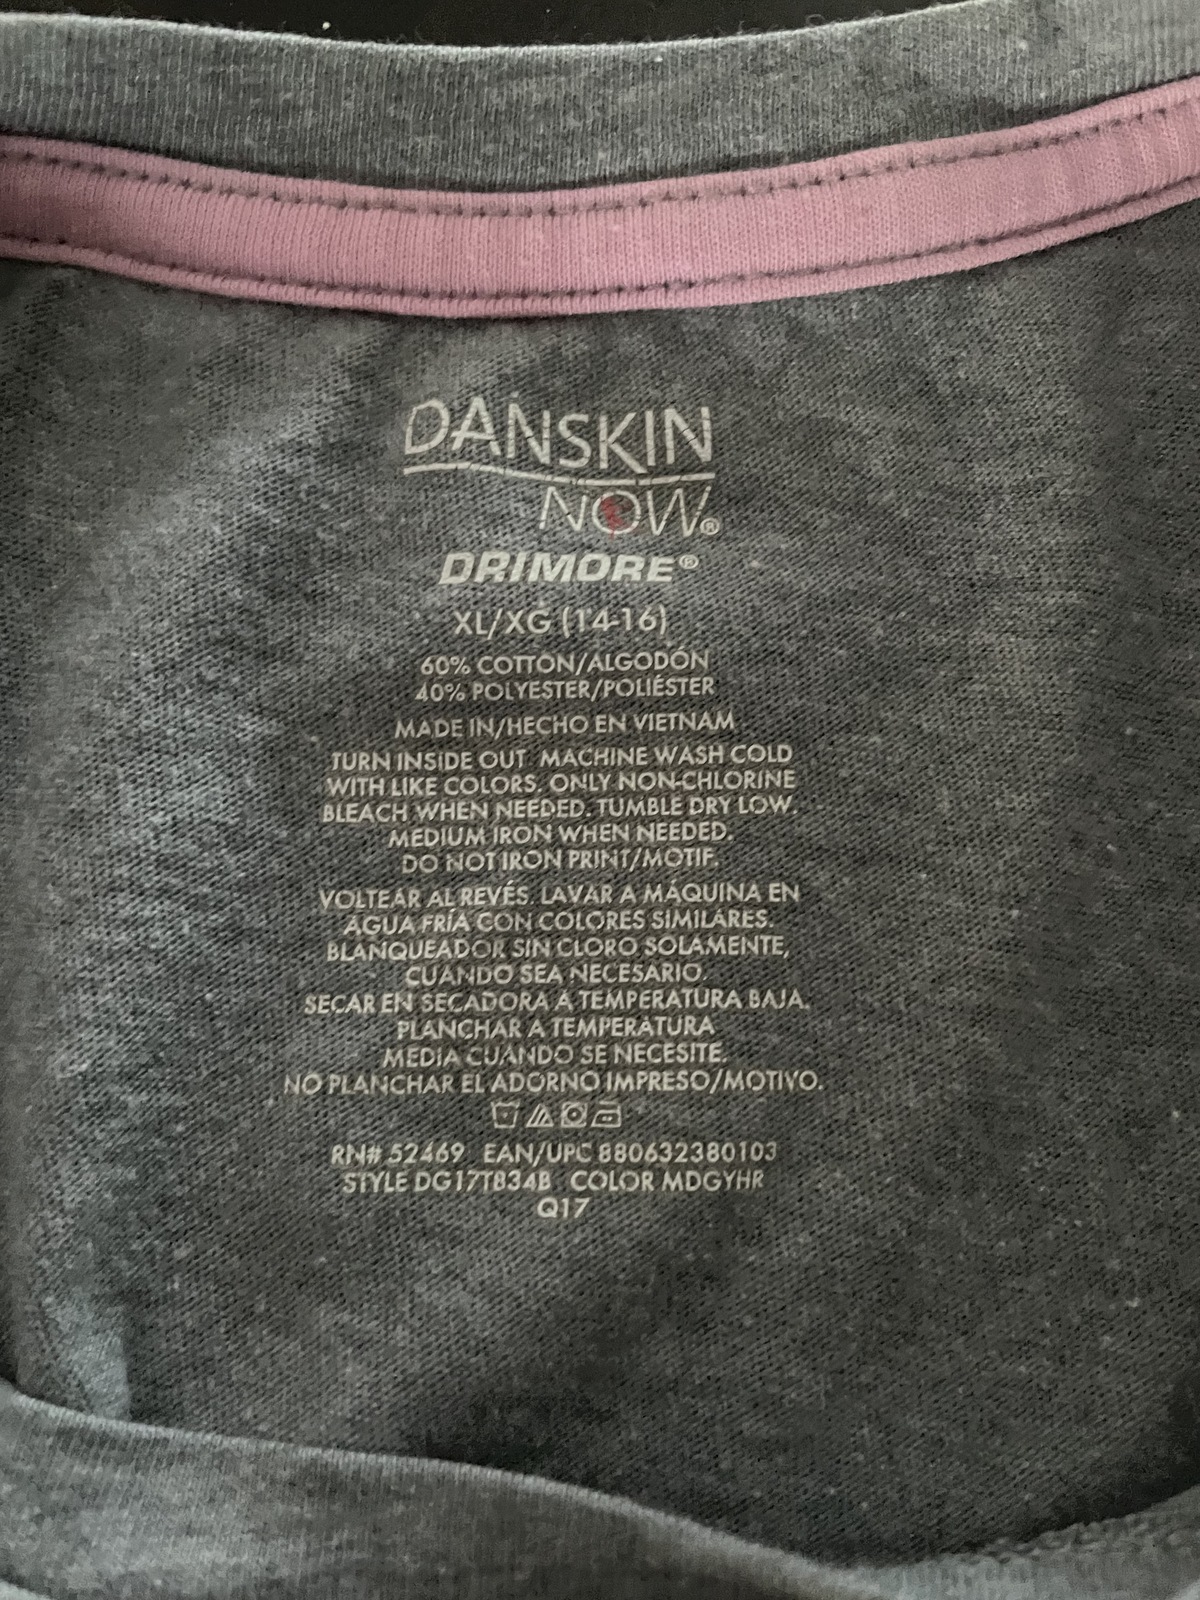 DANSKIN
NOW®
DRIMORE®
XL/XG (14-16)
60% COTTON/ALGODÓN
40% POLYESTER/POLIÉSTER
MADE IN/HECHO EN VIETNAM
TURN INSIDE OUT MACHINE WASH COLD
WITH LIKE COLORS. ONLY NON-CHLORINE
BLEACH WHEN NEEDED. TUMBLE DRY LOW.
MEDIUM IRON WHEN NEEDED.
DO NOT IRON PRINT/MOTIF.
VOLTEAR AL REVÉS. LAVAR A MÁQUINA EN
AGUA FRÍA CON COLORES SIMILARES.
BLANQUEADOR SIN CLORO SOLAMENTE,
CUANDO SEA NECESARIO.
SECAR EN SECADORA A TEMPERATURA BAJA.
PLANCHAR A TEMPERATURA
MEDIA CUANDO SE NECESITE.
NO PLANCHAR EL ADORNO IMPRESO/MOTIVO.
RN# 52469 EAN/UPC 880632380103
STYLE DG17TB34B COLOR MDGYHR
Q17